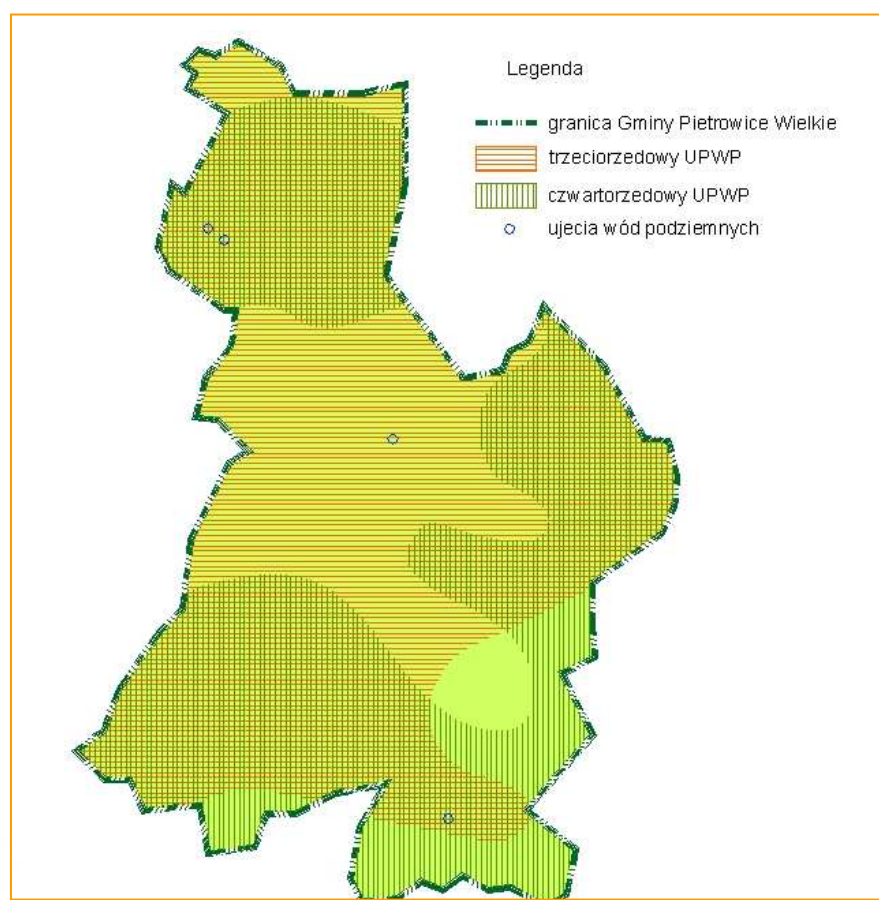 Legenda
granica Gminy Pietrowice Wielkie
trzeciorzedowy UPWP
czwartorzedowy UPWP
ujecia wód podziemnych